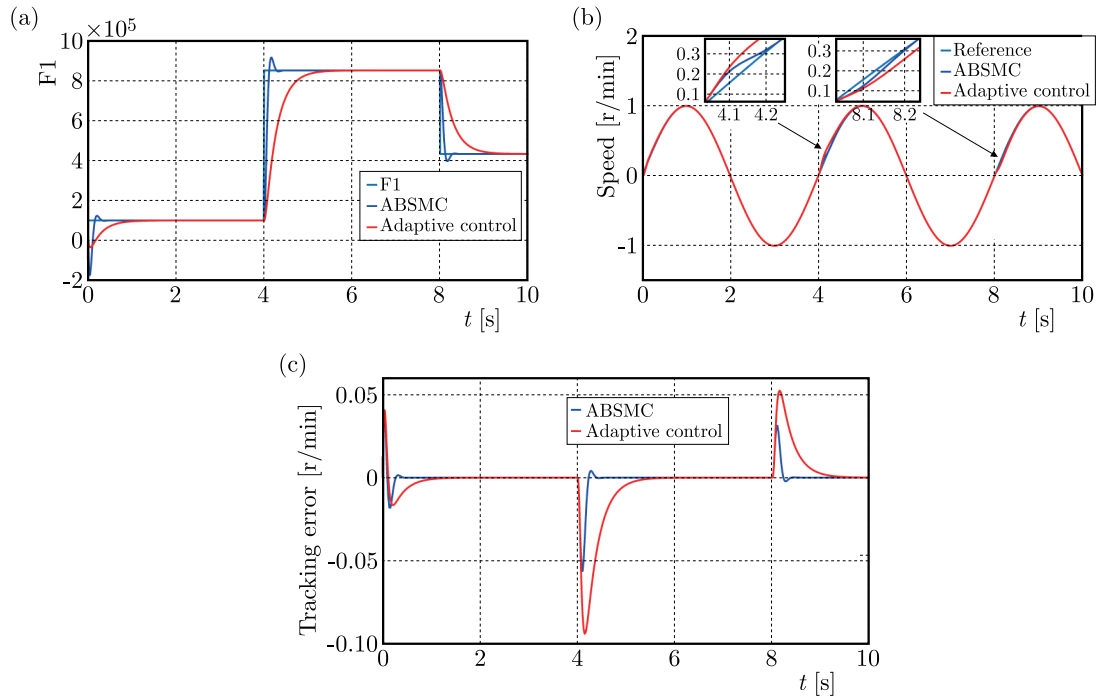 (a)
×10⁵
10
8
6
4
2
0
-2
F1
F1
ABSMC
Adaptive control
0 2 4 6 8 10
t [s]
(b)
2
1
0
-1
Speed [r/min]
0.3
0.2
0.1
4.1 4.2
0.3
0.2
0.1
8.1 8.2
Reference
ABSMC
Adaptive control
0 2 4 6 8 10
t [s]
(c)
0.05
0
-0.05
-0.10
Tracking error [r/min]
ABSMC
Adaptive control
0 2 4 6 8 10
t [s]